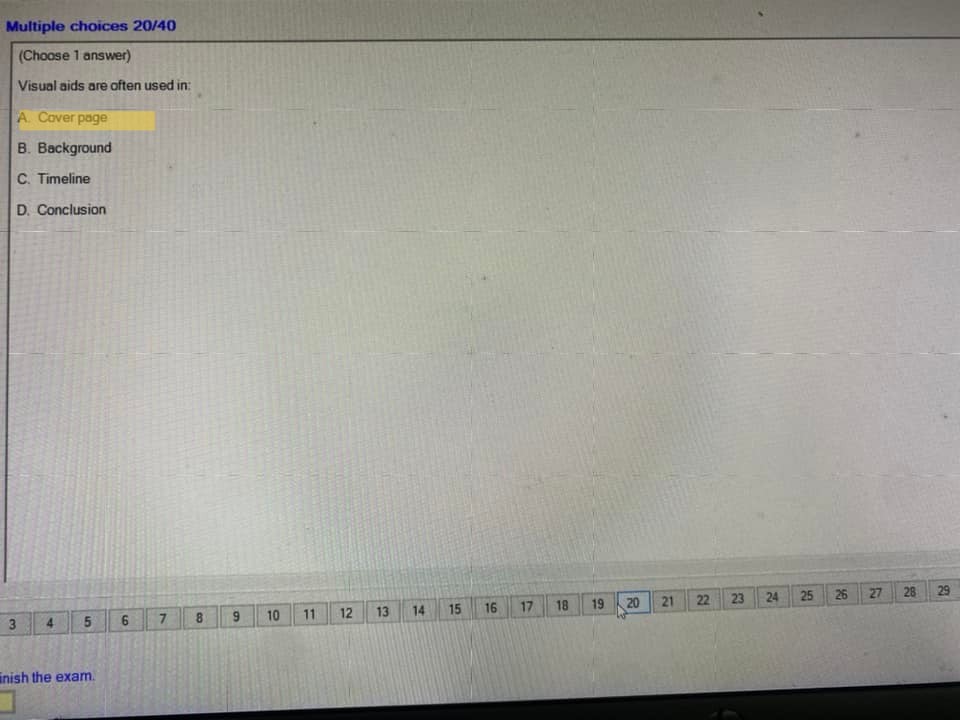 Multiple choices 20/40
(Choose 1 answer)
Visual aids are often used in:
A. Cover page
B. Background
C. Timeline
D. Conclusion
3 4 5 6 7 8 9 10 11 12 13 14 15 16 17 18 19 20 21 22 23 24 25 26 27 28 29
inish the exam.